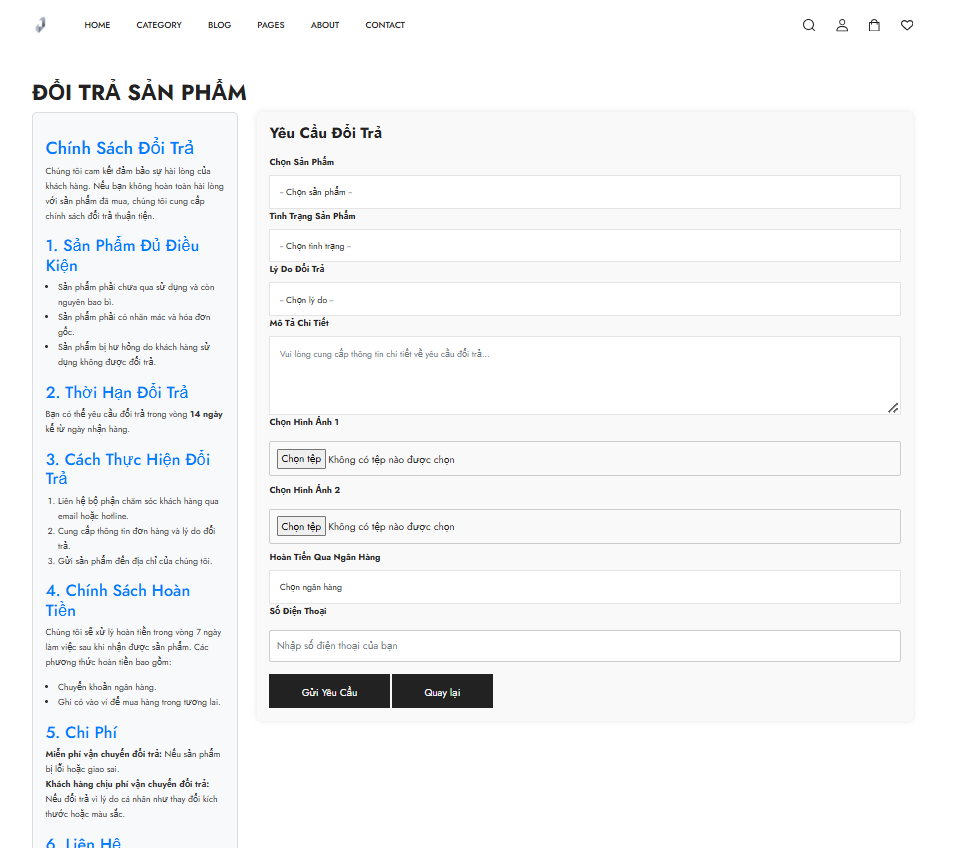 HOME CATEGORY BLOG PAGES ABOUT CONTACT
ĐỔI TRẢ SẢN PHẨM
Chính Sách Đổi Trả
Chúng tôi cam kết đảm bảo sự hài lòng của
khách hàng. Nếu bạn không hoàn toàn hài lòng
với sản phẩm đã mua, chúng tôi cung cấp
chính sách đổi trả thuận tiện.
1. Sản Phẩm Đủ Điều
Kiện
• Sản phẩm phải chưa qua sử dụng và còn
nguyên bao bì.
• Sản phẩm phải có nhãn mác và hóa đơn
gốc.
• Sản phẩm bị hư hỏng do khách hàng sử
dụng không được đổi trả.
2. Thời Hạn Đổi Trả
Bạn có thể yêu cầu đổi trả trong vòng 14 ngày
kể từ ngày nhận hàng.
3. Cách Thực Hiện Đổi
Trả
1. Liên hệ bộ phận chăm sóc khách hàng qua
email hoặc hotline.
2. Cung cấp thông tin đơn hàng và lý do đổi
trả.
3. Gửi sản phẩm đến địa chỉ của chúng tôi.
4. Chính Sách Hoàn
Tiền
Chúng tôi sẽ xử lý hoàn tiền trong vòng 7 ngày
làm việc sau khi nhận được sản phẩm. Các
phương thức hoàn tiền bao gồm:
• Chuyển khoản ngân hàng.
• Ghi có vào ví để mua hàng trong tương lai.
5. Chi Phí
Miễn phí vận chuyển đổi trả: Nếu sản phẩm
bị lỗi hoặc giao sai.
Khách hàng chịu phí vận chuyển đổi trả:
Nếu đổi trả vì lý do cá nhân như thay đổi kích
thước hoặc màu sắc.
6. Liên Hệ
Yêu Cầu Đổi Trả
Chọn Sản Phẩm
-- Chọn sản phẩm --
Tình Trạng Sản Phẩm
-- Chọn tình trạng --
Lý Do Đổi Trả
-- Chọn lý do --
Mô Tả Chi Tiết
Vui lòng cung cấp thông tin chi tiết về yêu cầu đổi trả...
Chọn Hình Ảnh 1
Chọn tệp Không có tệp nào được chọn
Chọn Hình Ảnh 2
Chọn tệp Không có tệp nào được chọn
Hoàn Tiền Qua Ngân Hàng
Chọn ngân hàng
Số Điện Thoại
Nhập số điện thoại của bạn
Gửi Yêu Cầu Quay lại